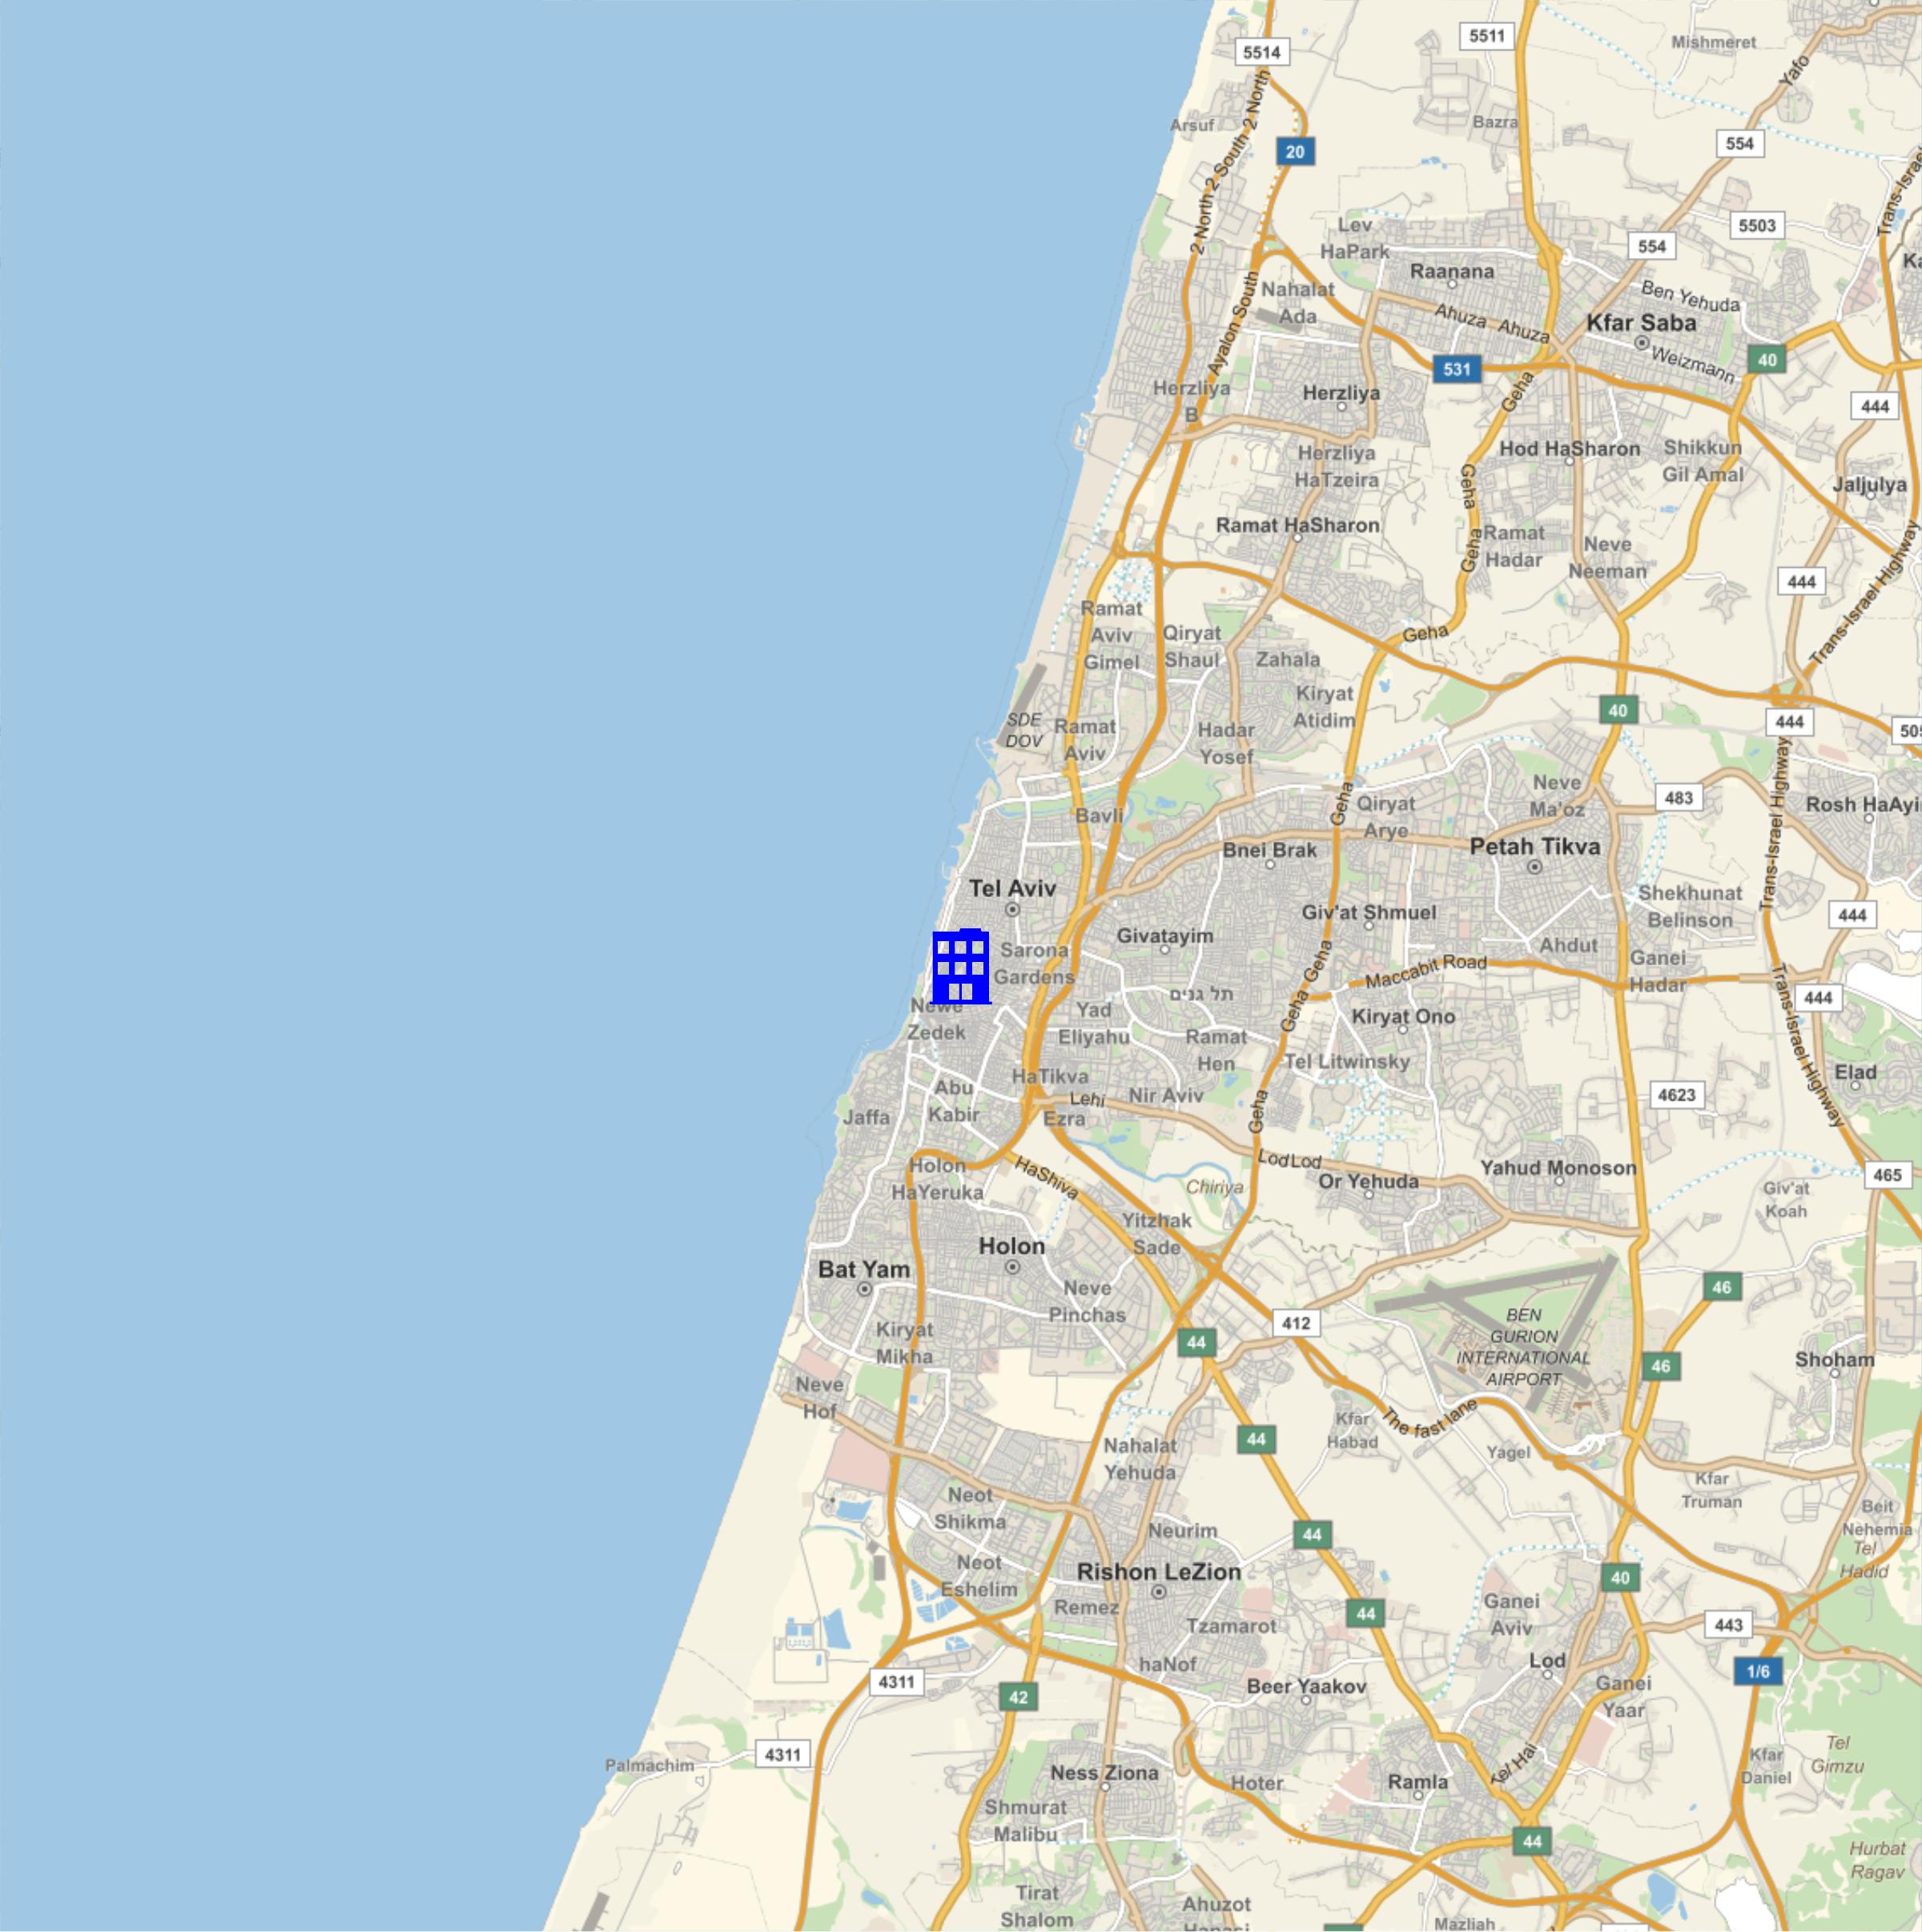 5514
5511
Mishmeret
Yafo
Arsuf
2 North 2 South 2 North
20
Bazra
554
Trans-Israel
Lev
HaPark
5503
554
Raanana
Nahalat
Ada
Ben Yehuda
Ahuza Ahuza
Kfar Saba
Ayalon South
Weizmann
531
40
Geha
Herzliya
B
Herzliya
444
Hod HaSharon
Shikkun
Gil Amal
Herzliya
HaTzeira
Geha
Jaljulya
Ramat HaSharon
Geha
Ramat
Hadar
Neve
Neeman
444
Trans-Israel Highway
Ramat
Aviv
Gimel
Qiryat
Shaul
Geha
Zahala
Kiryat
Atidim
SDE
DOV
Ramat
Aviv
Hadar
Yosef
40
444
Trans-Israel Highway
Neve
Ma'oz
483
Rosh HaAyi
Bavli
Geha
Qiryat
Arye
Bnei Brak
Petah Tikva
Tel Aviv
Shekhunat
Belinson
444
Giv'at Shmuel
Givatayim
Ahdut
Sarona
Gardens
Geha Geha
Maccabit Road
Ganei
Hadar
תל גנים
444
Trans-Israel Highway
Newe
Zedek
Yad
Eliyahu
Kiryat Ono
Ramat
Hen
Tel Litwinsky
HaTikva
Abu
Kabir
Lehi
Nir Aviv
4623
Elad
Jaffa
Ezra
Geha
Holon
HaYeruka
HaShiva
Lod Lod
Chiriya
Or Yehuda
Yahud Monoson
465
Giv'at
Koah
Yitzhak
Sade
Holon
Bat Yam
Neve
Pinchas
46
412
BEN
GURION
INTERNATIONAL
AIRPORT
Kiryat
Mikha
44
46
Shoham
Neve
Hof
The fast lane
Kfar
Habad
44
Nahalat
Yehuda
Yagel
Kfar
Truman
Neot
Shikma
Beit
Nehemia
Neurim
44
Tel
Hadid
Neot
Eshelim
Rishon LeZion
40
Remez
44
Ganei
Aviv
Tzamarot
443
haNof
Lod
1/6
4311
42
Beer Yaakov
Ganei
Yaar
4311
Palmachim
Ness Ziona
Hoter
Ramla
Tel Hai
Kfar
Daniel
Tel
Gimzu
Shmurat
Malibu
44
Hurbat
Ragav
Tirat
Shalom
Ahuzot
Hanasi
Mazliah